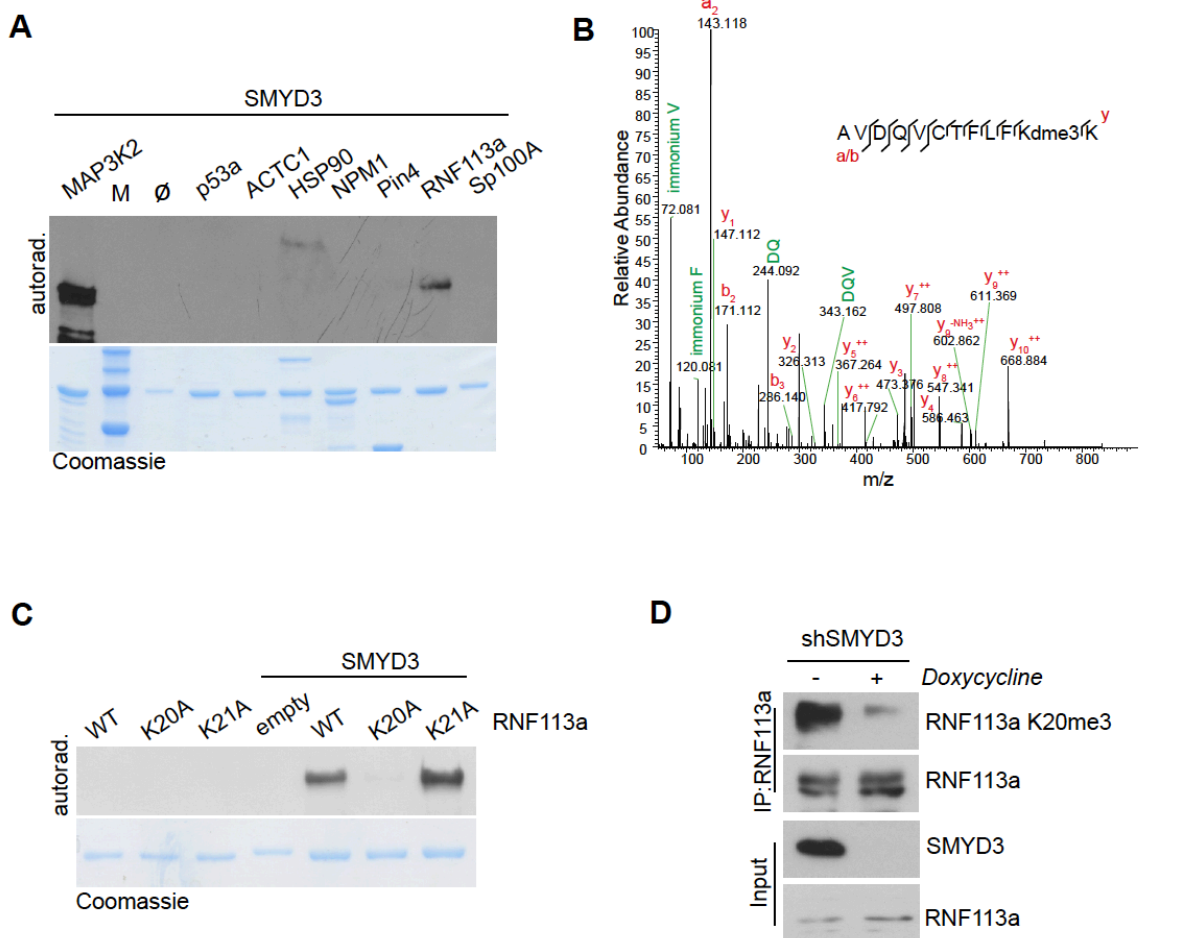 A
SMYD3
MAP3K2 M Ø p53a ACTC1 HSP90 NPM1 Pin4 RNF113a Sp100A
autorad.
Coomassie
B
Relative Abundance
100
95
90
85
80
75
70
65
60
55
50
45
40
35
30
25
20
15
10
5
0
a2
143.118
immonium V
72.081
y1
147.112
immonium F
120.081
b2
171.112
DQ
244.092
DQV
343.162
y2
326.313
b3
286.140
y5++
367.264
y6++
417.792
y3
473.376
y7++
497.808
y8++
547.341
y4
586.463
y9-NH3++
602.862
y9++
611.369
y10++
668.884
A V D Q V C T F L F Kdme3 K
y
a/b
100 200 300 400 500 600 700 800
m/z
C
SMYD3
WT K20A K21A empty WT K20A K21A RNF113a
autorad.
Coomassie
D
shSMYD3
- + Doxycycline
IP:RNF113a
RNF113a K20me3
RNF113a
Input
SMYD3
RNF113a